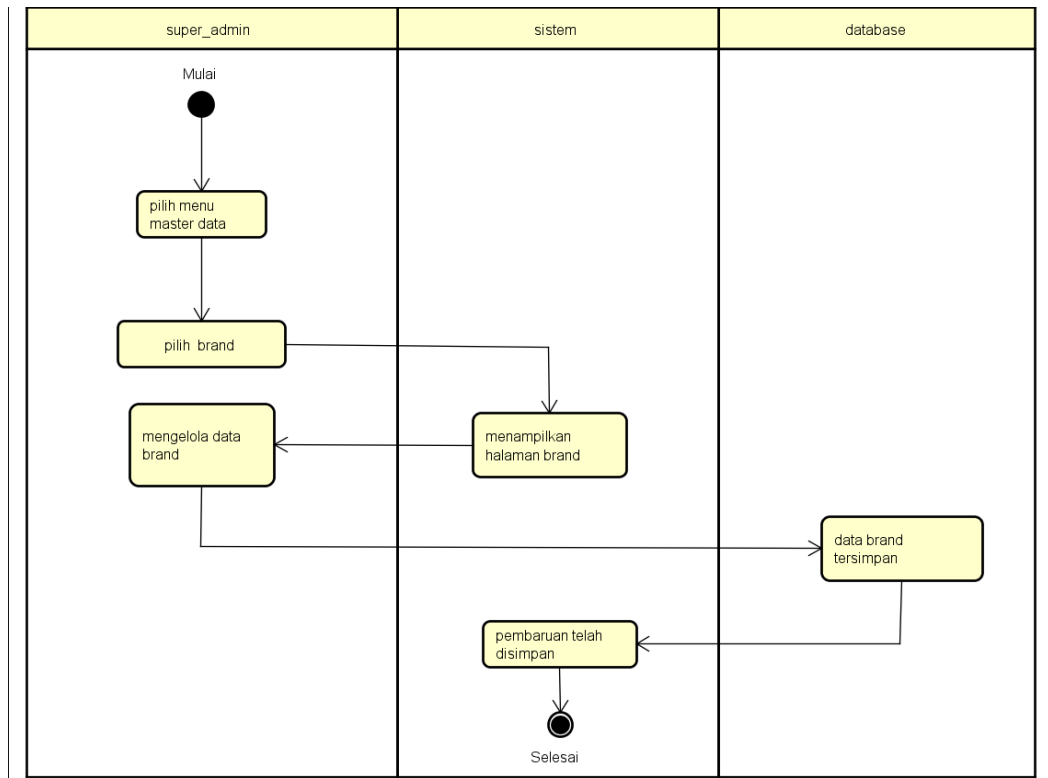 super_admin
sistem
database
Mulai
pilih menu
master data
pilih brand
menampilkan
halaman brand
mengelola data
brand
data brand
tersimpan
pembaruan telah
disimpan
Selesai